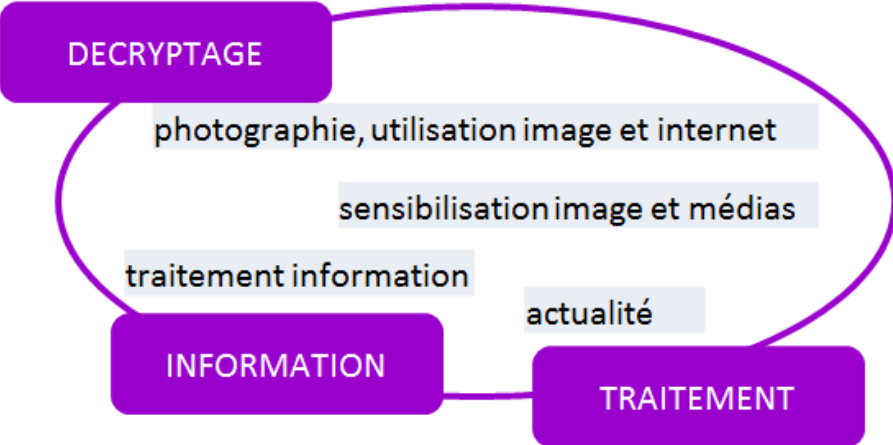 DECRYPTAGE
photographie, utilisation image et internet
sensibilisation image et médias
traitement information
actualité
INFORMATION
TRAITEMENT